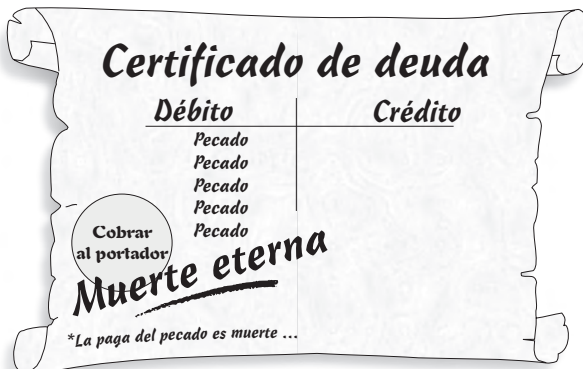 Certificado de deuda
Débito Crédito
Pecado
Pecado
Pecado
Pecado
Pecado
Cobrar
al portador
Muerte eterna
*La paga del pecado es muerte ...